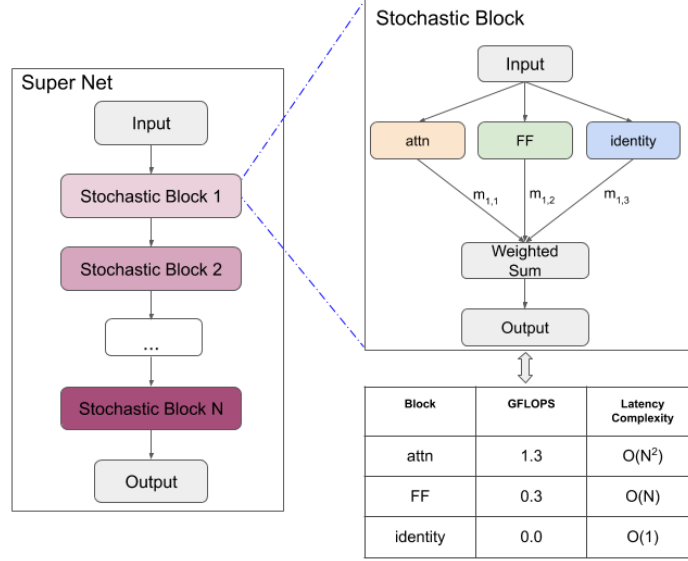 Super Net
Input
Stochastic Block 1
Stochastic Block 2
...
Stochastic Block N
Output
Stochastic Block
Input
attn FF identity
m1,1 m1,2 m1,3
Weighted
Sum
Output
Block GFLOPS Latency
Complexity
attn 1.3 O(N²)
FF 0.3 O(N)
identity 0.0 O(1)